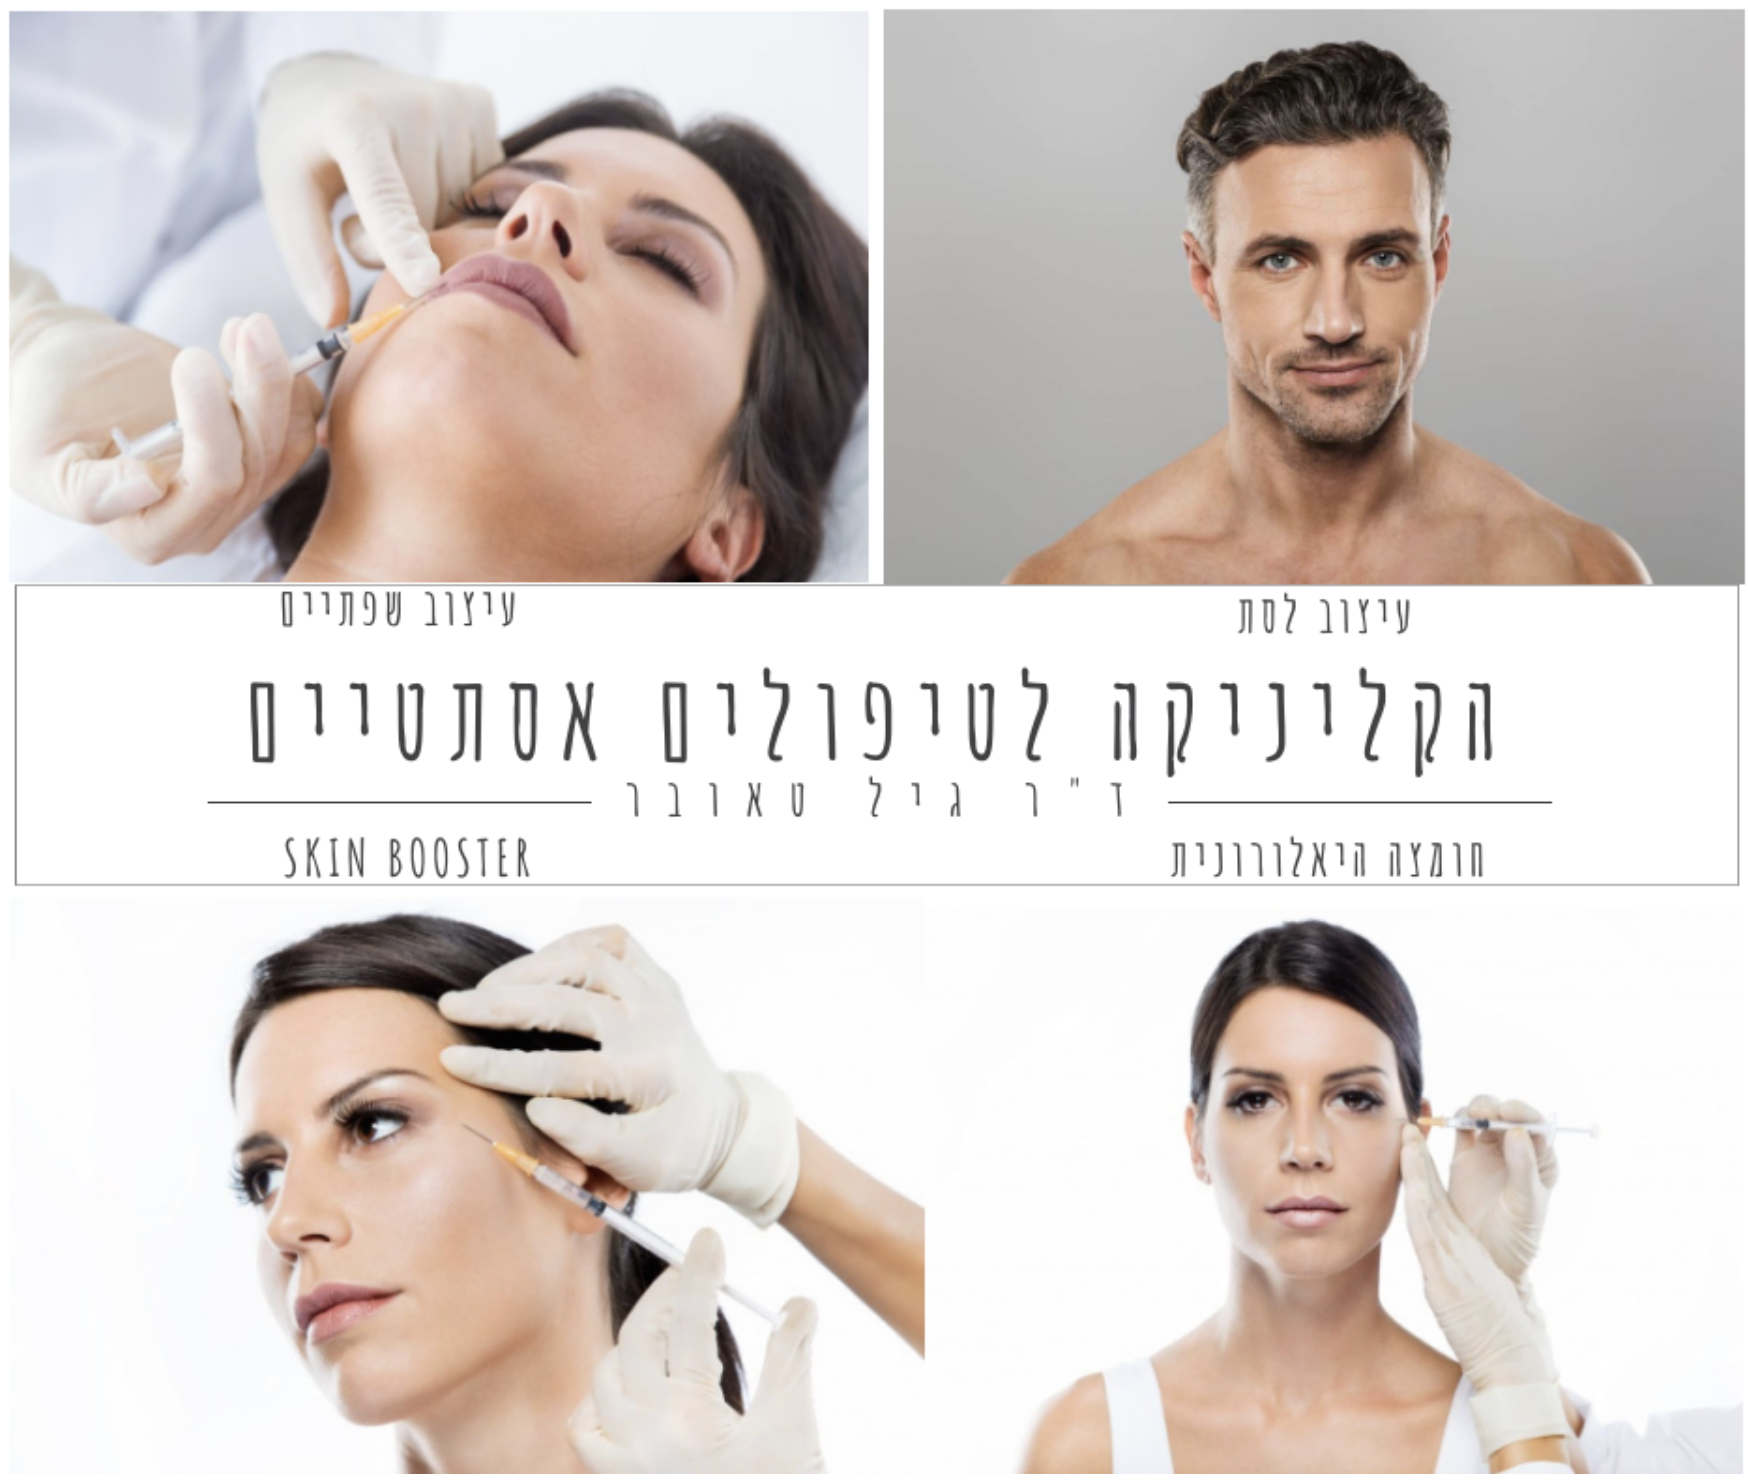 עיצוב לסת
עיצוב שפתיים
הקליניקה לטיפולים אסתטיים
ד"ר גיל טאובר
חומצה היאלורונית
SKIN BOOSTER